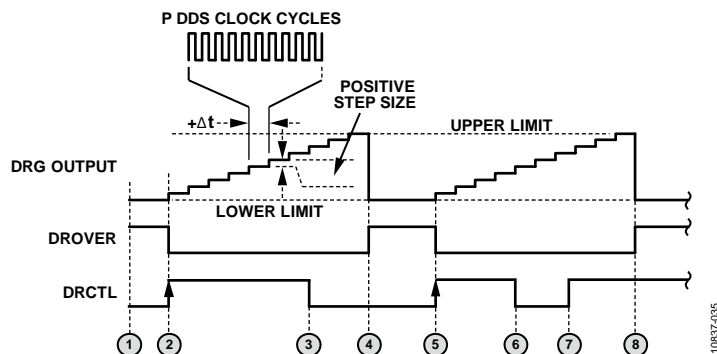 P DDS CLOCK CYCLES
POSITIVE
STEP SIZE
+Δt
UPPER LIMIT
DRG OUTPUT
LOWER LIMIT
DROVER
DRCTL
1 2 3 4 5 6 7 8
10837-035